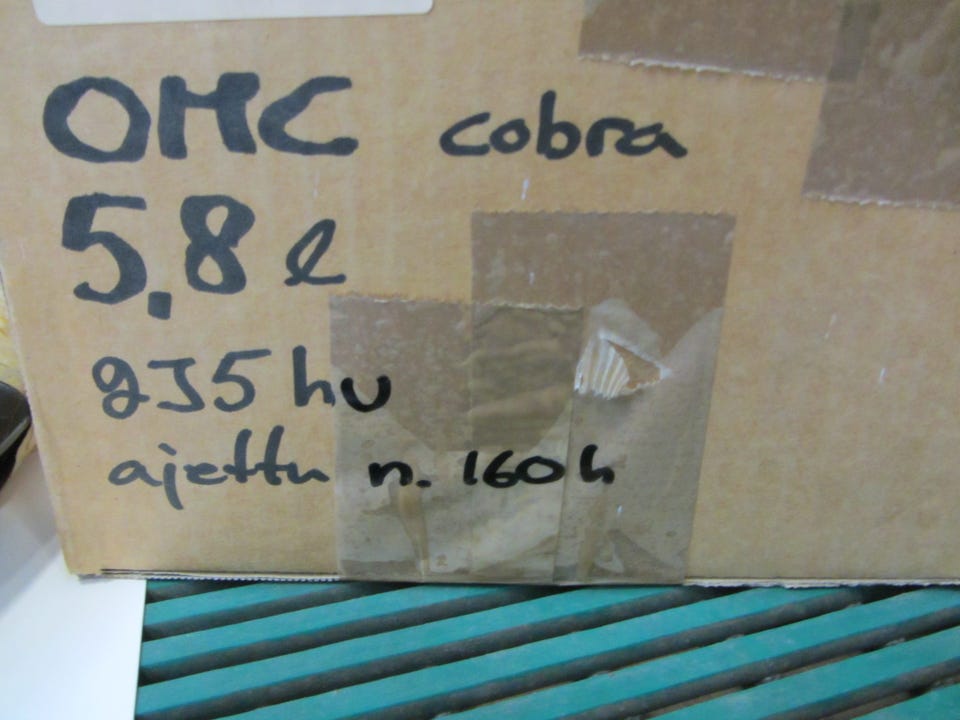 OMC cobra
5,8 l
235 hv
ajettu n. 160 h